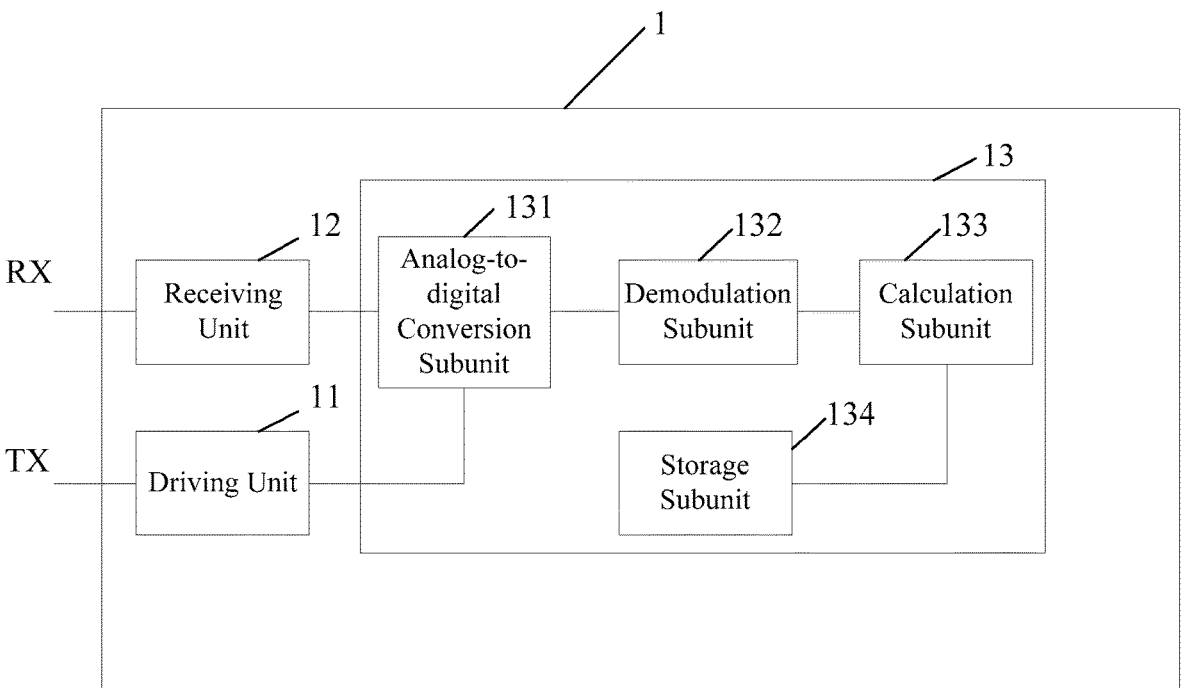 1
13
131
132
133
12
RX
Receiving
Unit
Analog-to-
digital
Conversion
Subunit
Demodulation
Subunit
Calculation
Subunit
11
134
TX
Driving Unit
Storage
Subunit